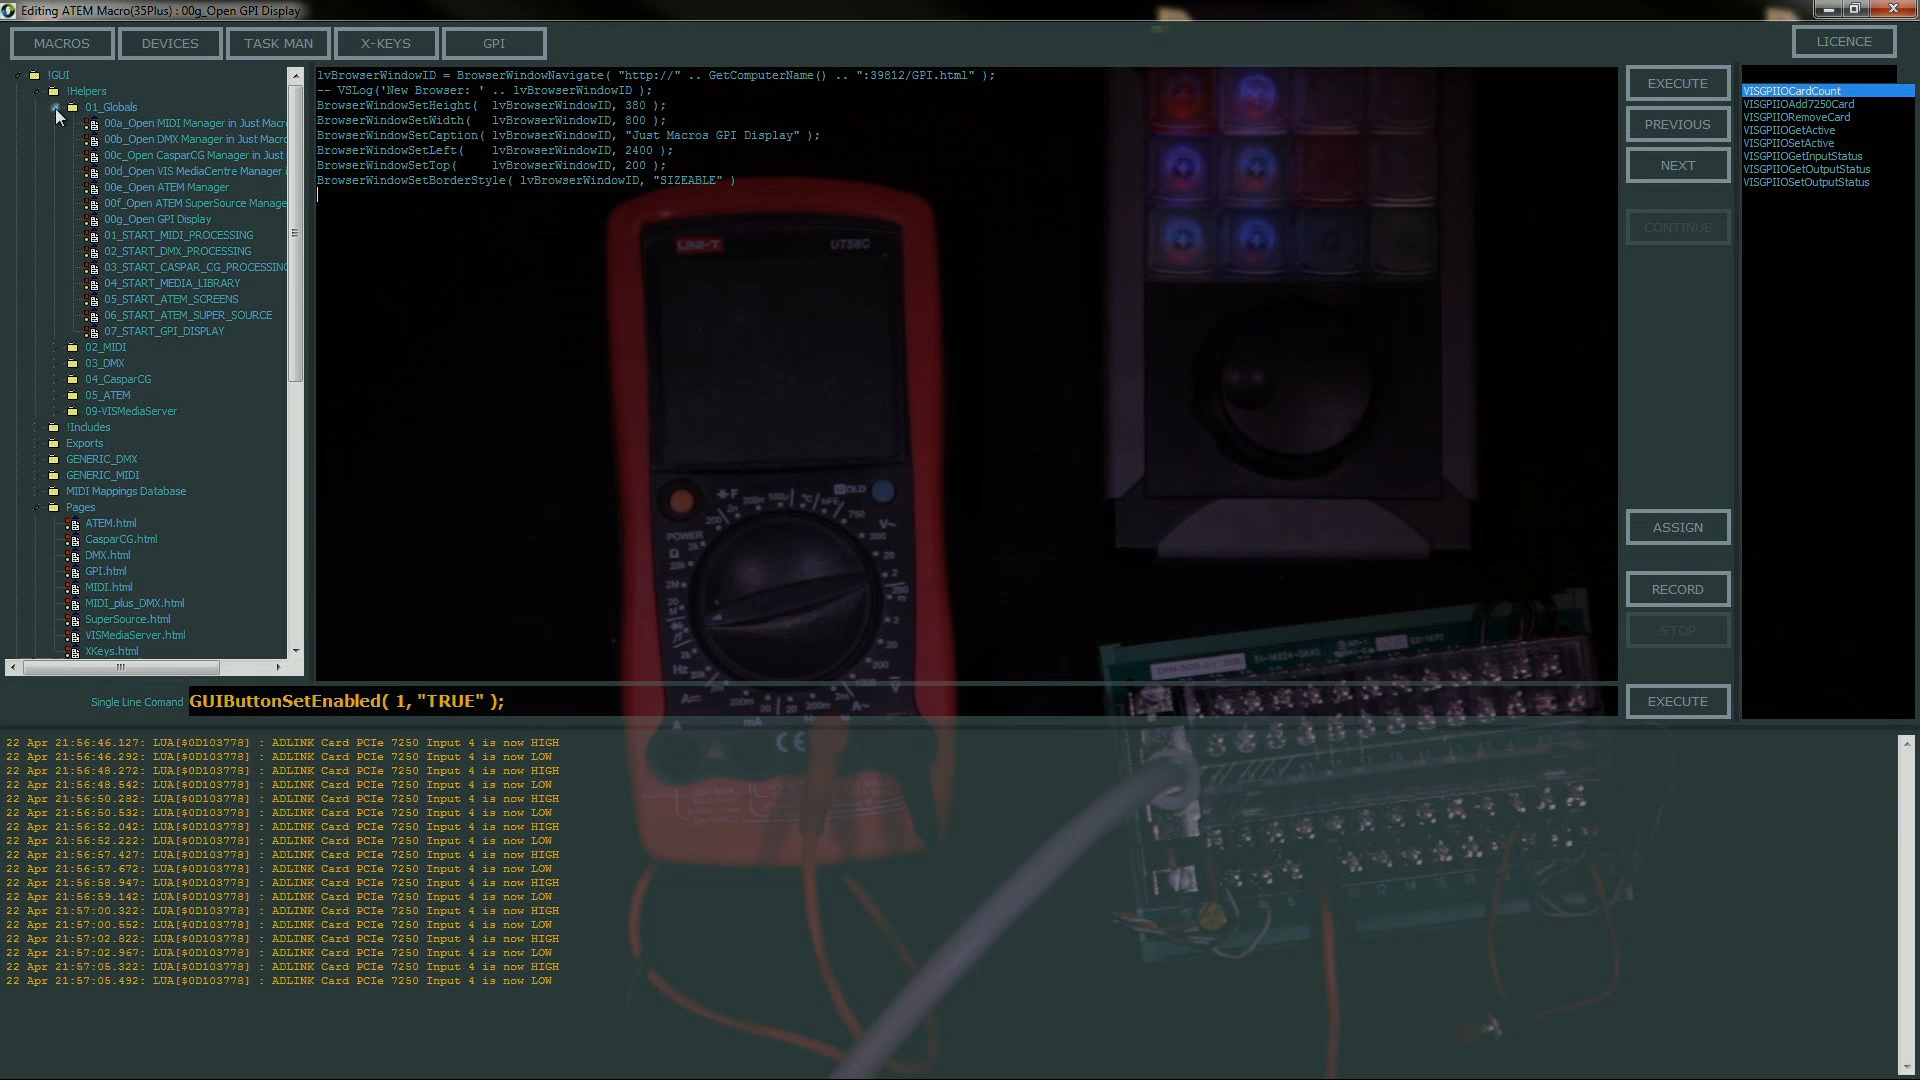 Editing ATEM Macro(35Plus) : 00g_Open GPI Display
MACROS
DEVICES
TASK MAN
X-KEYS
GPI
LICENCE
!GUI
!Helpers
01_Globals
00a_Open MIDI Manager in Just Macr
00b_Open DMX Manager in Just Macr
00c_Open CasparCG Manager in Just
00d_Open VIS MediaCentre Manager i
00e_Open ATEM Manager
00f_Open ATEM SuperSource Manage
00g_Open GPI Display
01_START_MIDI_PROCESSING
02_START_DMX_PROCESSING
03_START_CASPAR_CG_PROCESSING
04_START_MEDIA_LIBRARY
05_START_ATEM_SCREENS
06_START_ATEM_SUPER_SOURCE
07_START_GPI_DISPLAY
02_MIDI
03_DMX
04_CasparCG
05_ATEM
09-VISMediaServer
!Includes
Exports
GENERIC_DMX
GENERIC_MIDI
MIDI Mappings Database
Pages
ATEM.html
CasparCG.html
DMX.html
GPI.html
MIDI.html
MIDI_plus_DMX.html
SuperSource.html
VISMediaServer.html
XKeys.html
lvBrowserWindowID = BrowserWindowNavigate( "http://" .. GetComputerName() .. ":39812/GPI.html" );
-- VSLog('New Browser: ' .. lvBrowserWindowID );
BrowserWindowSetHeight( lvBrowserWindowID, 380 );
BrowserWindowSetWidth( lvBrowserWindowID, 800 );
BrowserWindowSetCaption( lvBrowserWindowID, "Just Macros GPI Display" );
BrowserWindowSetLeft( lvBrowserWindowID, 2400 );
BrowserWindowSetTop( lvBrowserWindowID, 200 );
BrowserWindowSetBorderStyle( lvBrowserWindowID, "SIZEABLE" )
UNI-T
UT58C
HOLD
POWER
Hz
mA
CE
EXECUTE
PREVIOUS
NEXT
CONTINUE
ASSIGN
RECORD
STOP
EXECUTE
VISGPIIOCardCount
VISGPIIOAdd7250Card
VISGPIIORemoveCard
VISGPIIOGetActive
VISGPIIOSetActive
VISGPIIOGetInputStatus
VISGPIIOGetOutputStatus
VISGPIIOSetOutputStatus
Single Line Comand
GUIButtonSetEnabled( 1, "TRUE" );
22 Apr 21:56:46.127: LUA[$0D103778] : ADLINK Card PCIe 7250 Input 4 is now HIGH
22 Apr 21:56:46.292: LUA[$0D103778] : ADLINK Card PCIe 7250 Input 4 is now LOW
22 Apr 21:56:48.272: LUA[$0D103778] : ADLINK Card PCIe 7250 Input 4 is now HIGH
22 Apr 21:56:48.542: LUA[$0D103778] : ADLINK Card PCIe 7250 Input 4 is now LOW
22 Apr 21:56:50.282: LUA[$0D103778] : ADLINK Card PCIe 7250 Input 4 is now HIGH
22 Apr 21:56:50.532: LUA[$0D103778] : ADLINK Card PCIe 7250 Input 4 is now LOW
22 Apr 21:56:52.042: LUA[$0D103778] : ADLINK Card PCIe 7250 Input 4 is now HIGH
22 Apr 21:56:52.222: LUA[$0D103778] : ADLINK Card PCIe 7250 Input 4 is now LOW
22 Apr 21:56:57.427: LUA[$0D103778] : ADLINK Card PCIe 7250 Input 4 is now HIGH
22 Apr 21:56:57.672: LUA[$0D103778] : ADLINK Card PCIe 7250 Input 4 is now LOW
22 Apr 21:56:58.947: LUA[$0D103778] : ADLINK Card PCIe 7250 Input 4 is now HIGH
22 Apr 21:56:59.142: LUA[$0D103778] : ADLINK Card PCIe 7250 Input 4 is now LOW
22 Apr 21:57:00.322: LUA[$0D103778] : ADLINK Card PCIe 7250 Input 4 is now HIGH
22 Apr 21:57:00.552: LUA[$0D103778] : ADLINK Card PCIe 7250 Input 4 is now LOW
22 Apr 21:57:02.822: LUA[$0D103778] : ADLINK Card PCIe 7250 Input 4 is now HIGH
22 Apr 21:57:02.967: LUA[$0D103778] : ADLINK Card PCIe 7250 Input 4 is now LOW
22 Apr 21:57:05.322: LUA[$0D103778] : ADLINK Card PCIe 7250 Input 4 is now HIGH
22 Apr 21:57:05.492: LUA[$0D103778] : ADLINK Card PCIe 7250 Input 4 is now LOW